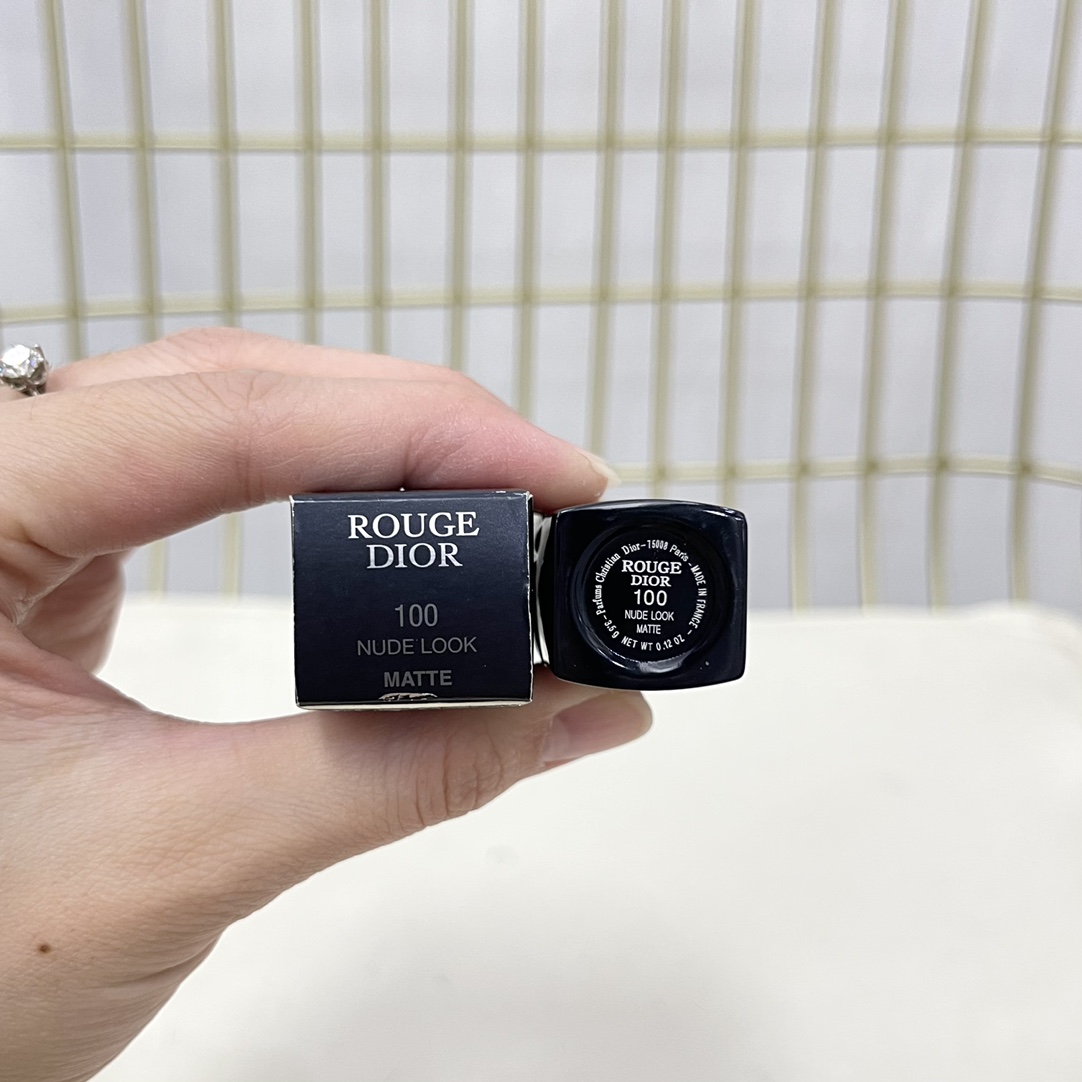 ROUGE
DIOR
100
NUDE LOOK
MATTE
Parfums Christian Dior-75008 Paris-MADE IN FRANCE-
ROUGE
DIOR
100
NUDE LOOK
MATTE
3.5g NET WT 0.12 OZ -